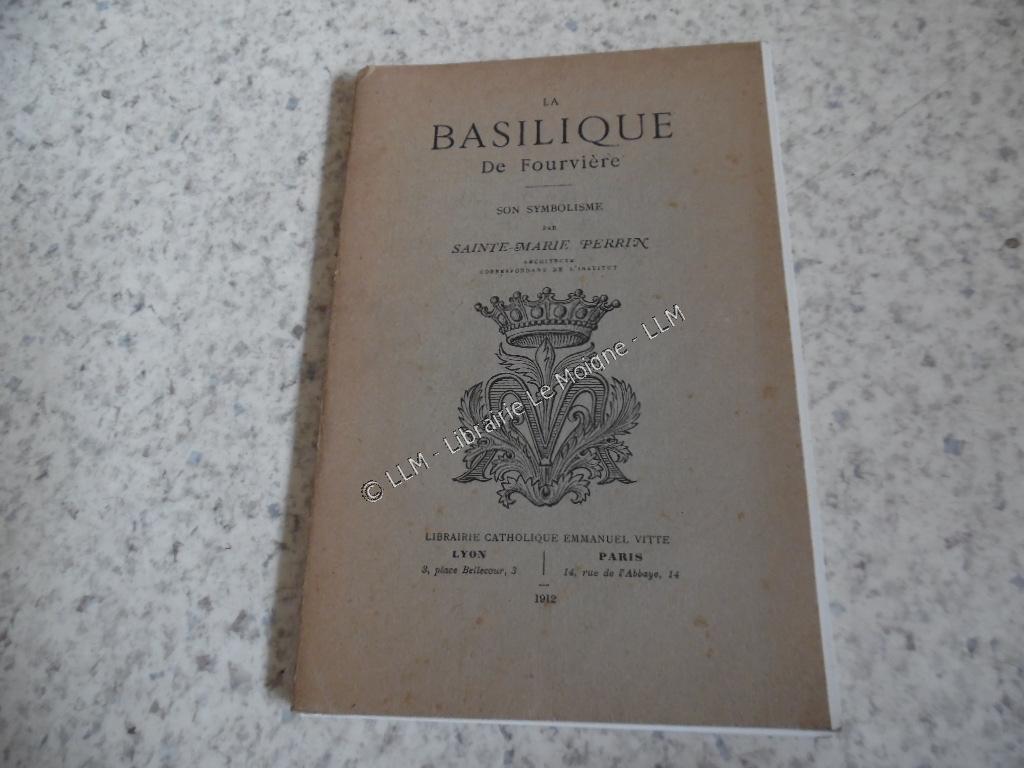 LA
BASILIQUE
De Fourvière
SON SYMBOLISME
PAR
SAINTE-MARIE PERRIN
ARCHITECTE
CORRESPONDANT DE L'INSTITUT
© LLM - Librairie Le Moigne - LLM
LIBRAIRIE CATHOLIQUE EMMANUEL VITTE
LYON | PARIS
3, place Bellecour, 3 | 14, rue de l'Abbaye, 14
1912